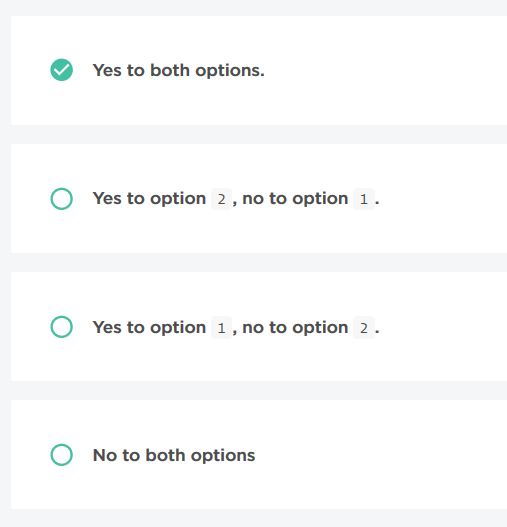 Yes to both options.
Yes to option 2, no to option 1.
Yes to option 1, no to option 2.
No to both options